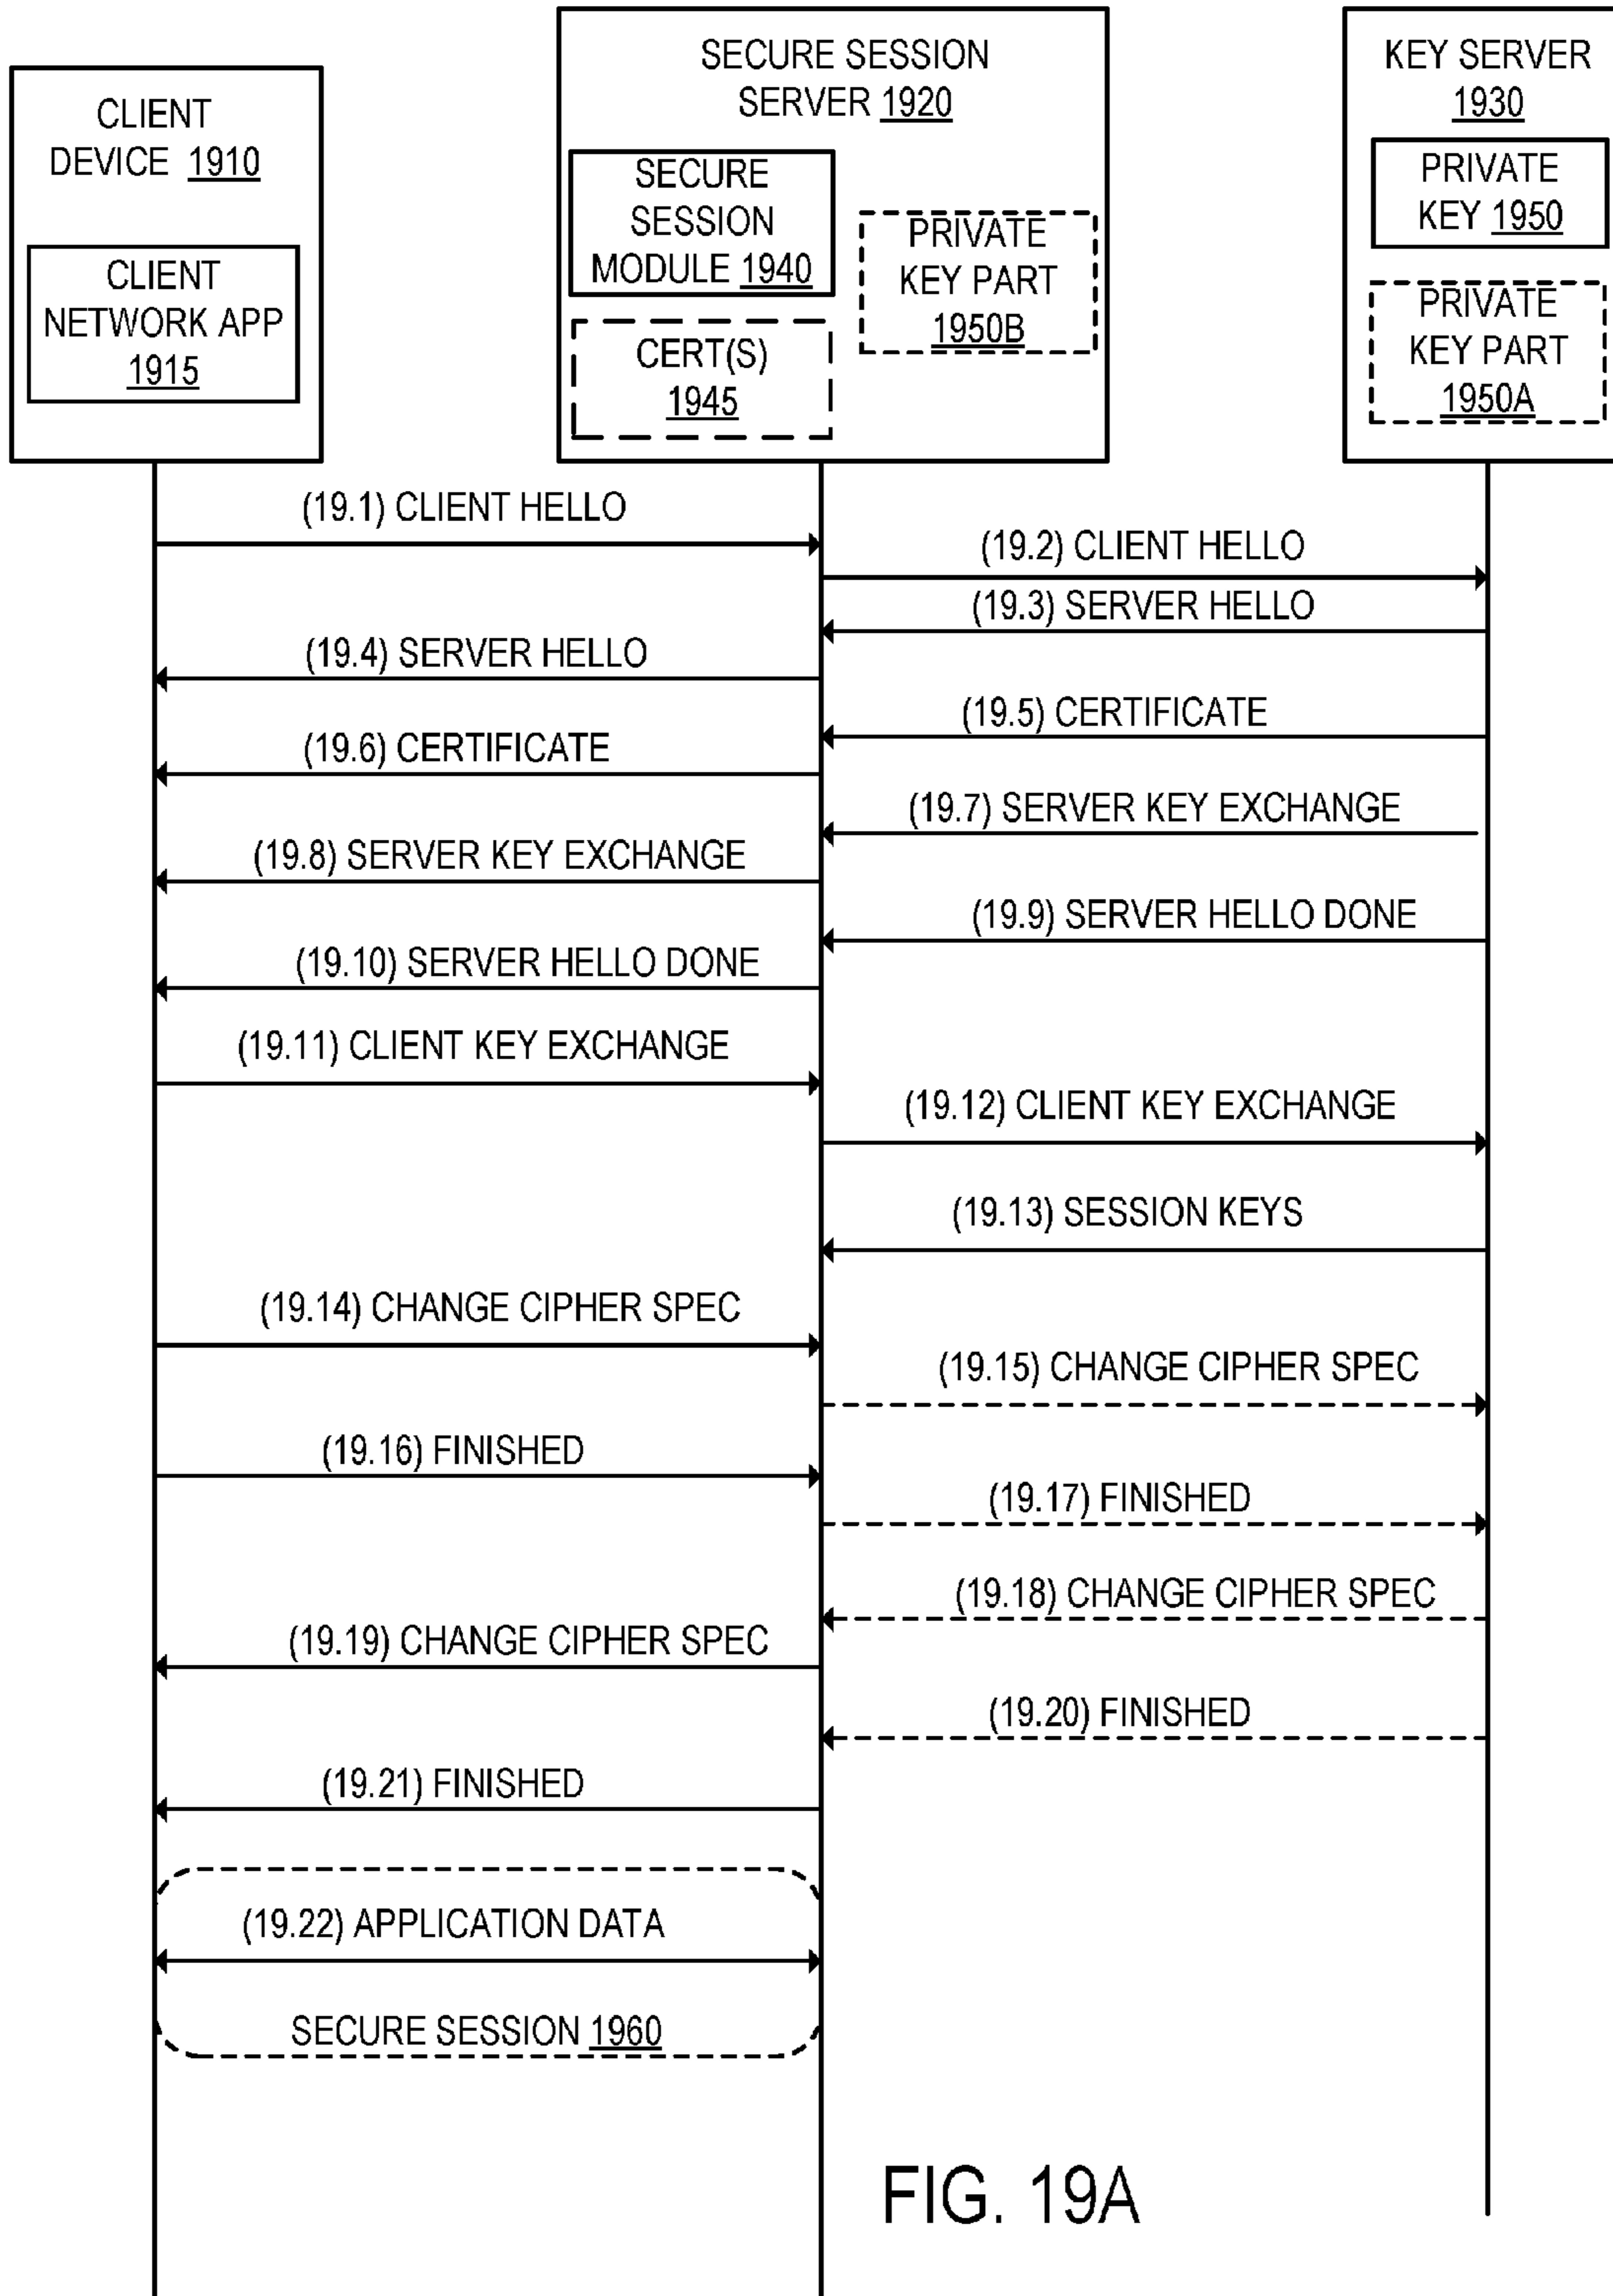 CLIENT
DEVICE 1910
CLIENT
NETWORK APP
1915
SECURE SESSION
SERVER 1920
SECURE
SESSION
MODULE 1940
CERT(S)
1945
PRIVATE
KEY PART
1950B
KEY SERVER
1930
PRIVATE
KEY 1950
PRIVATE
KEY PART
1950A
(19.1) CLIENT HELLO
(19.2) CLIENT HELLO
(19.3) SERVER HELLO
(19.4) SERVER HELLO
(19.5) CERTIFICATE
(19.6) CERTIFICATE
(19.7) SERVER KEY EXCHANGE
(19.8) SERVER KEY EXCHANGE
(19.9) SERVER HELLO DONE
(19.10) SERVER HELLO DONE
(19.11) CLIENT KEY EXCHANGE
(19.12) CLIENT KEY EXCHANGE
(19.13) SESSION KEYS
(19.14) CHANGE CIPHER SPEC
(19.15) CHANGE CIPHER SPEC
(19.16) FINISHED
(19.17) FINISHED
(19.18) CHANGE CIPHER SPEC
(19.19) CHANGE CIPHER SPEC
(19.20) FINISHED
(19.21) FINISHED
(19.22) APPLICATION DATA
SECURE SESSION 1960
FIG. 19A